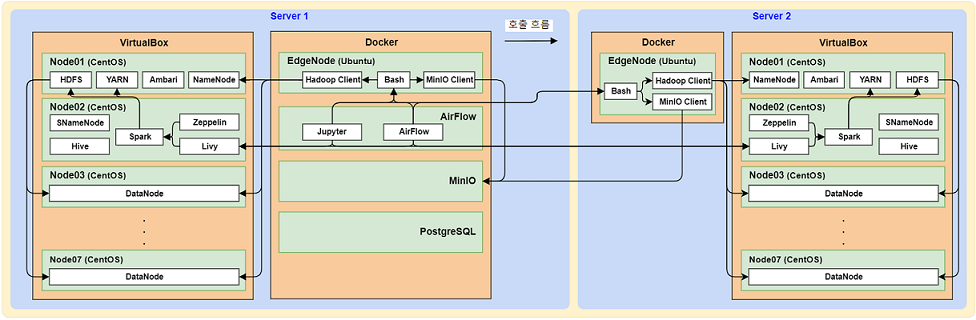 Server 1
VirtualBox
Node01 (CentOS)
HDFS
YARN
Ambari
NameNode
Node02 (CentOS)
SNameNode
Zeppelin
Spark
Hive
Livy
Node03 (CentOS)
DataNode
Node07 (CentOS)
DataNode
Docker
EdgeNode (Ubuntu)
Hadoop Client
Bash
MinIO Client
AirFlow
Jupyter
AirFlow
MinIO
PostgreSQL
호출 흐름
Server 2
Docker
EdgeNode (Ubuntu)
Bash
Hadoop Client
MinIO Client
VirtualBox
Node01 (CentOS)
NameNode
Ambari
YARN
HDFS
Node02 (CentOS)
Zeppelin
SNameNode
Spark
Livy
Hive
Node03 (CentOS)
DataNode
Node07 (CentOS)
DataNode